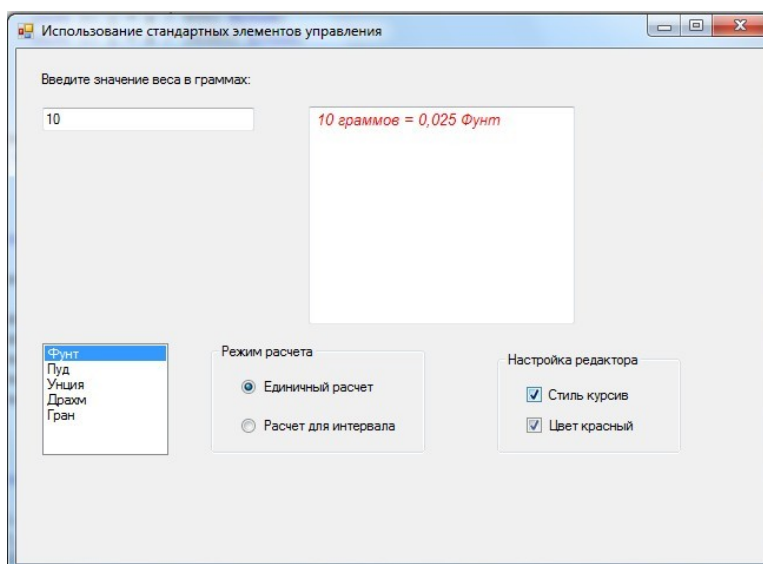 Использование стандартных элементов управления
Введите значение веса в граммах:
10
10 граммов = 0,025 Фунт
Фунт
Пуд
Унция
Драхм
Гран
Режим расчета
Единичный расчет
Расчет для интервала
Настройка редактора
Стиль курсив
Цвет красный